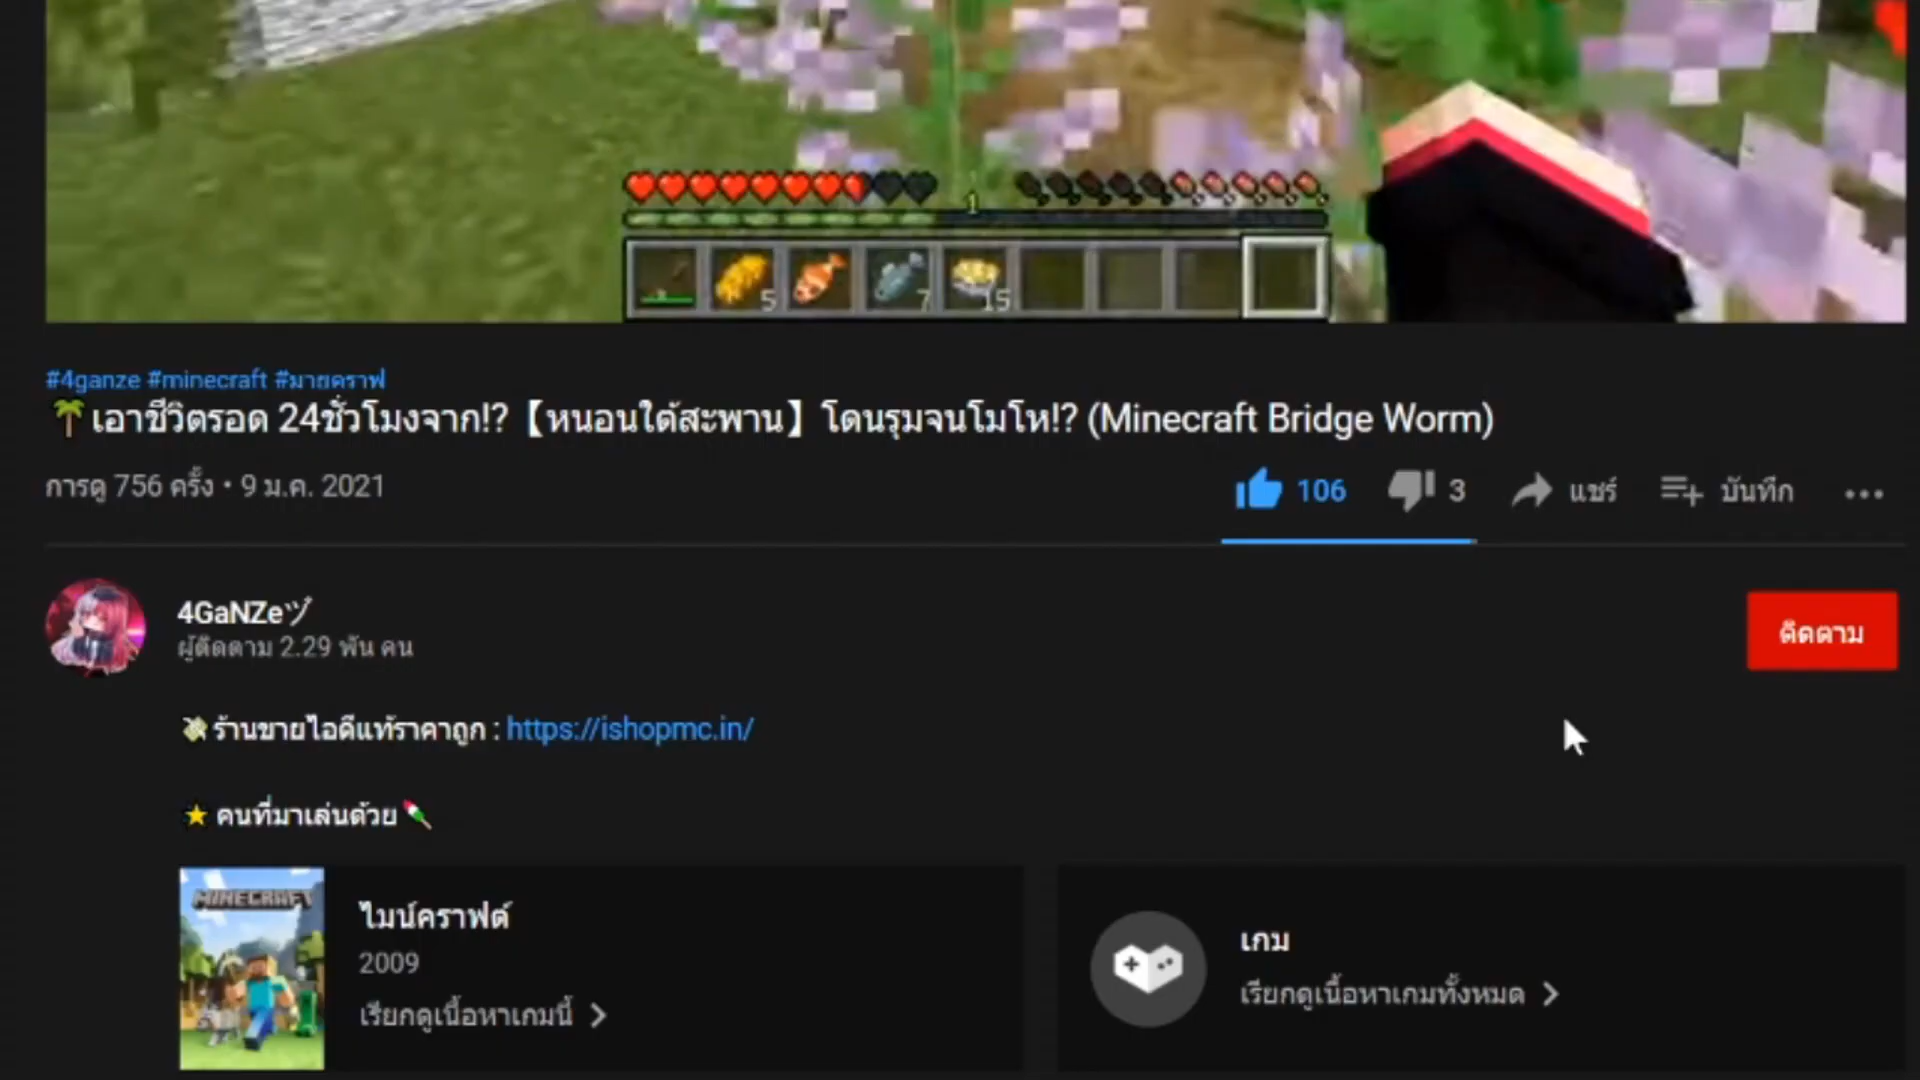 1
5
7
15
#4ganze #minecraft #มายคราฟ
🌴เอาชีวิตรอด 24ชั่วโมงจาก!?【หนอนใต้สะพาน】โดนรุมจนโมโห!? (Minecraft Bridge Worm)
การดู 756 ครั้ง • 9 ม.ค. 2021
106
3
แชร์
บันทึก
4GaNZeヅ
ผู้ติดตาม 2.29 พัน คน
ติดตาม
💸ร้านขายไอดีแท้ราคาถูก : https://ishopmc.in/
⭐ คนที่มาเล่นด้วย
MINECRAFT
ไมน์คราฟต์
2009
เรียกดูเนื้อหาเกมนี้
เกม
เรียกดูเนื้อหาเกมทั้งหมด